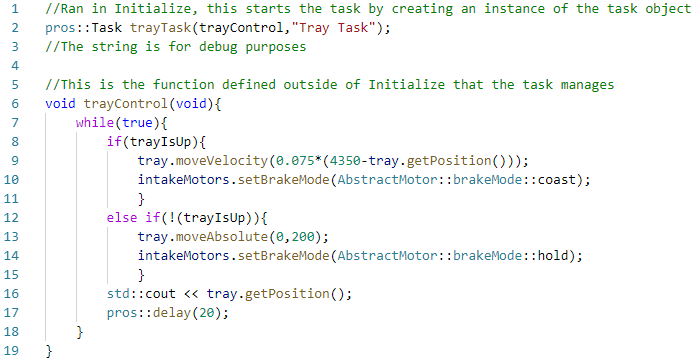 1 //Ran in Initialize, this starts the task by creating an instance of the task object
2 pros::Task trayTask(trayControl,"Tray Task");
3 //The string is for debug purposes
4
5 //This is the function defined outside of Initialize that the task manages
6 void trayControl(void){
7     while(true){
8         if(trayIsUp){
9             tray.moveVelocity(0.075*(4350-tray.getPosition()));
10             intakeMotors.setBrakeMode(AbstractMotor::brakeMode::coast);
11             }
12         else if(!(trayIsUp)){
13             tray.moveAbsolute(0,200);
14             intakeMotors.setBrakeMode(AbstractMotor::brakeMode::hold);
15             }
16         std::cout << tray.getPosition();
17         pros::delay(20);
18     }
19 }